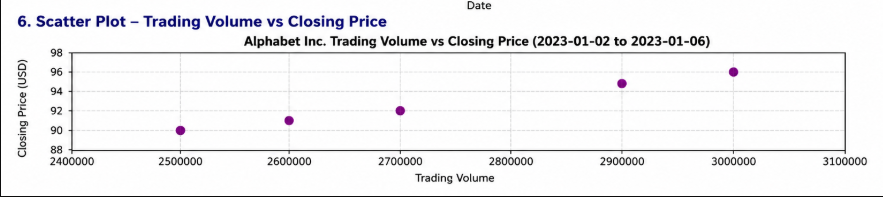 Date
6. Scatter Plot – Trading Volume vs Closing Price
Alphabet Inc. Trading Volume vs Closing Price (2023-01-02 to 2023-01-06)
Closing Price (USD)
98
96
94
92
90
88
2400000 2500000 2600000 2700000 2800000 2900000 3000000 3100000
Trading Volume